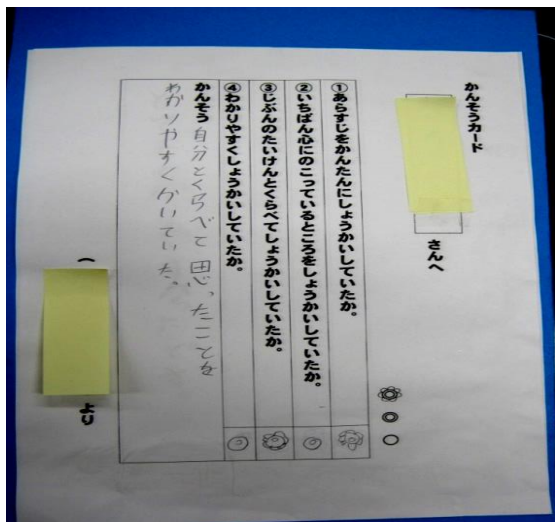 かんそうカード
さんへ
①あらすじをかんたんにしょうかいしていたか。
②いちばん心にのこっているところをしょうかいしていたか。
③じぶんのたいけんとくらべてしょうかいしていたか。
④わかりやすくしょうかいしていたか。
かんそう 自分とくらべて思ったことを
わかりやすくかいていた。
( より